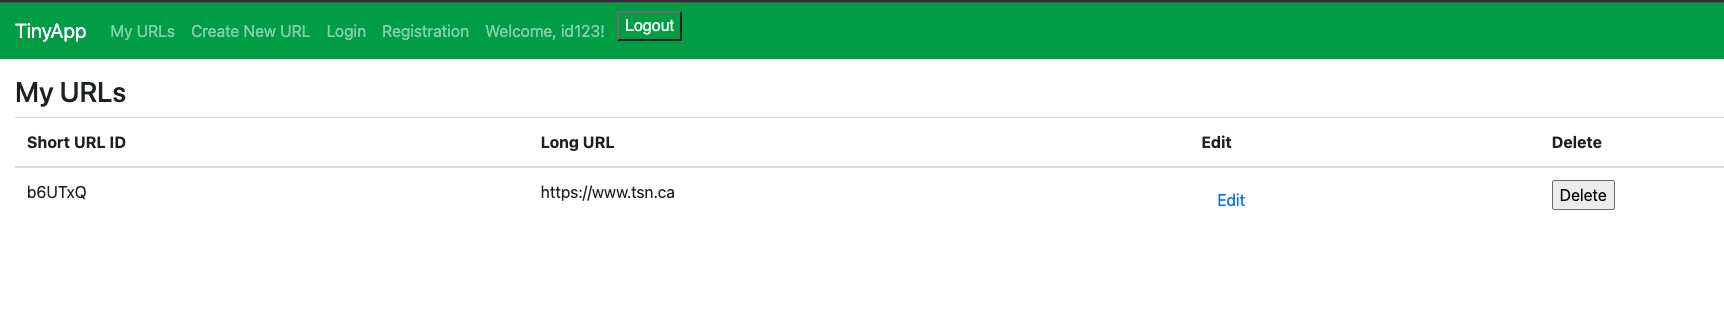 TinyApp My URLs Create New URL Login Registration Welcome, id123! Logout
My URLs
Short URL ID Long URL Edit Delete
b6UTxQ https://www.tsn.ca Edit Delete